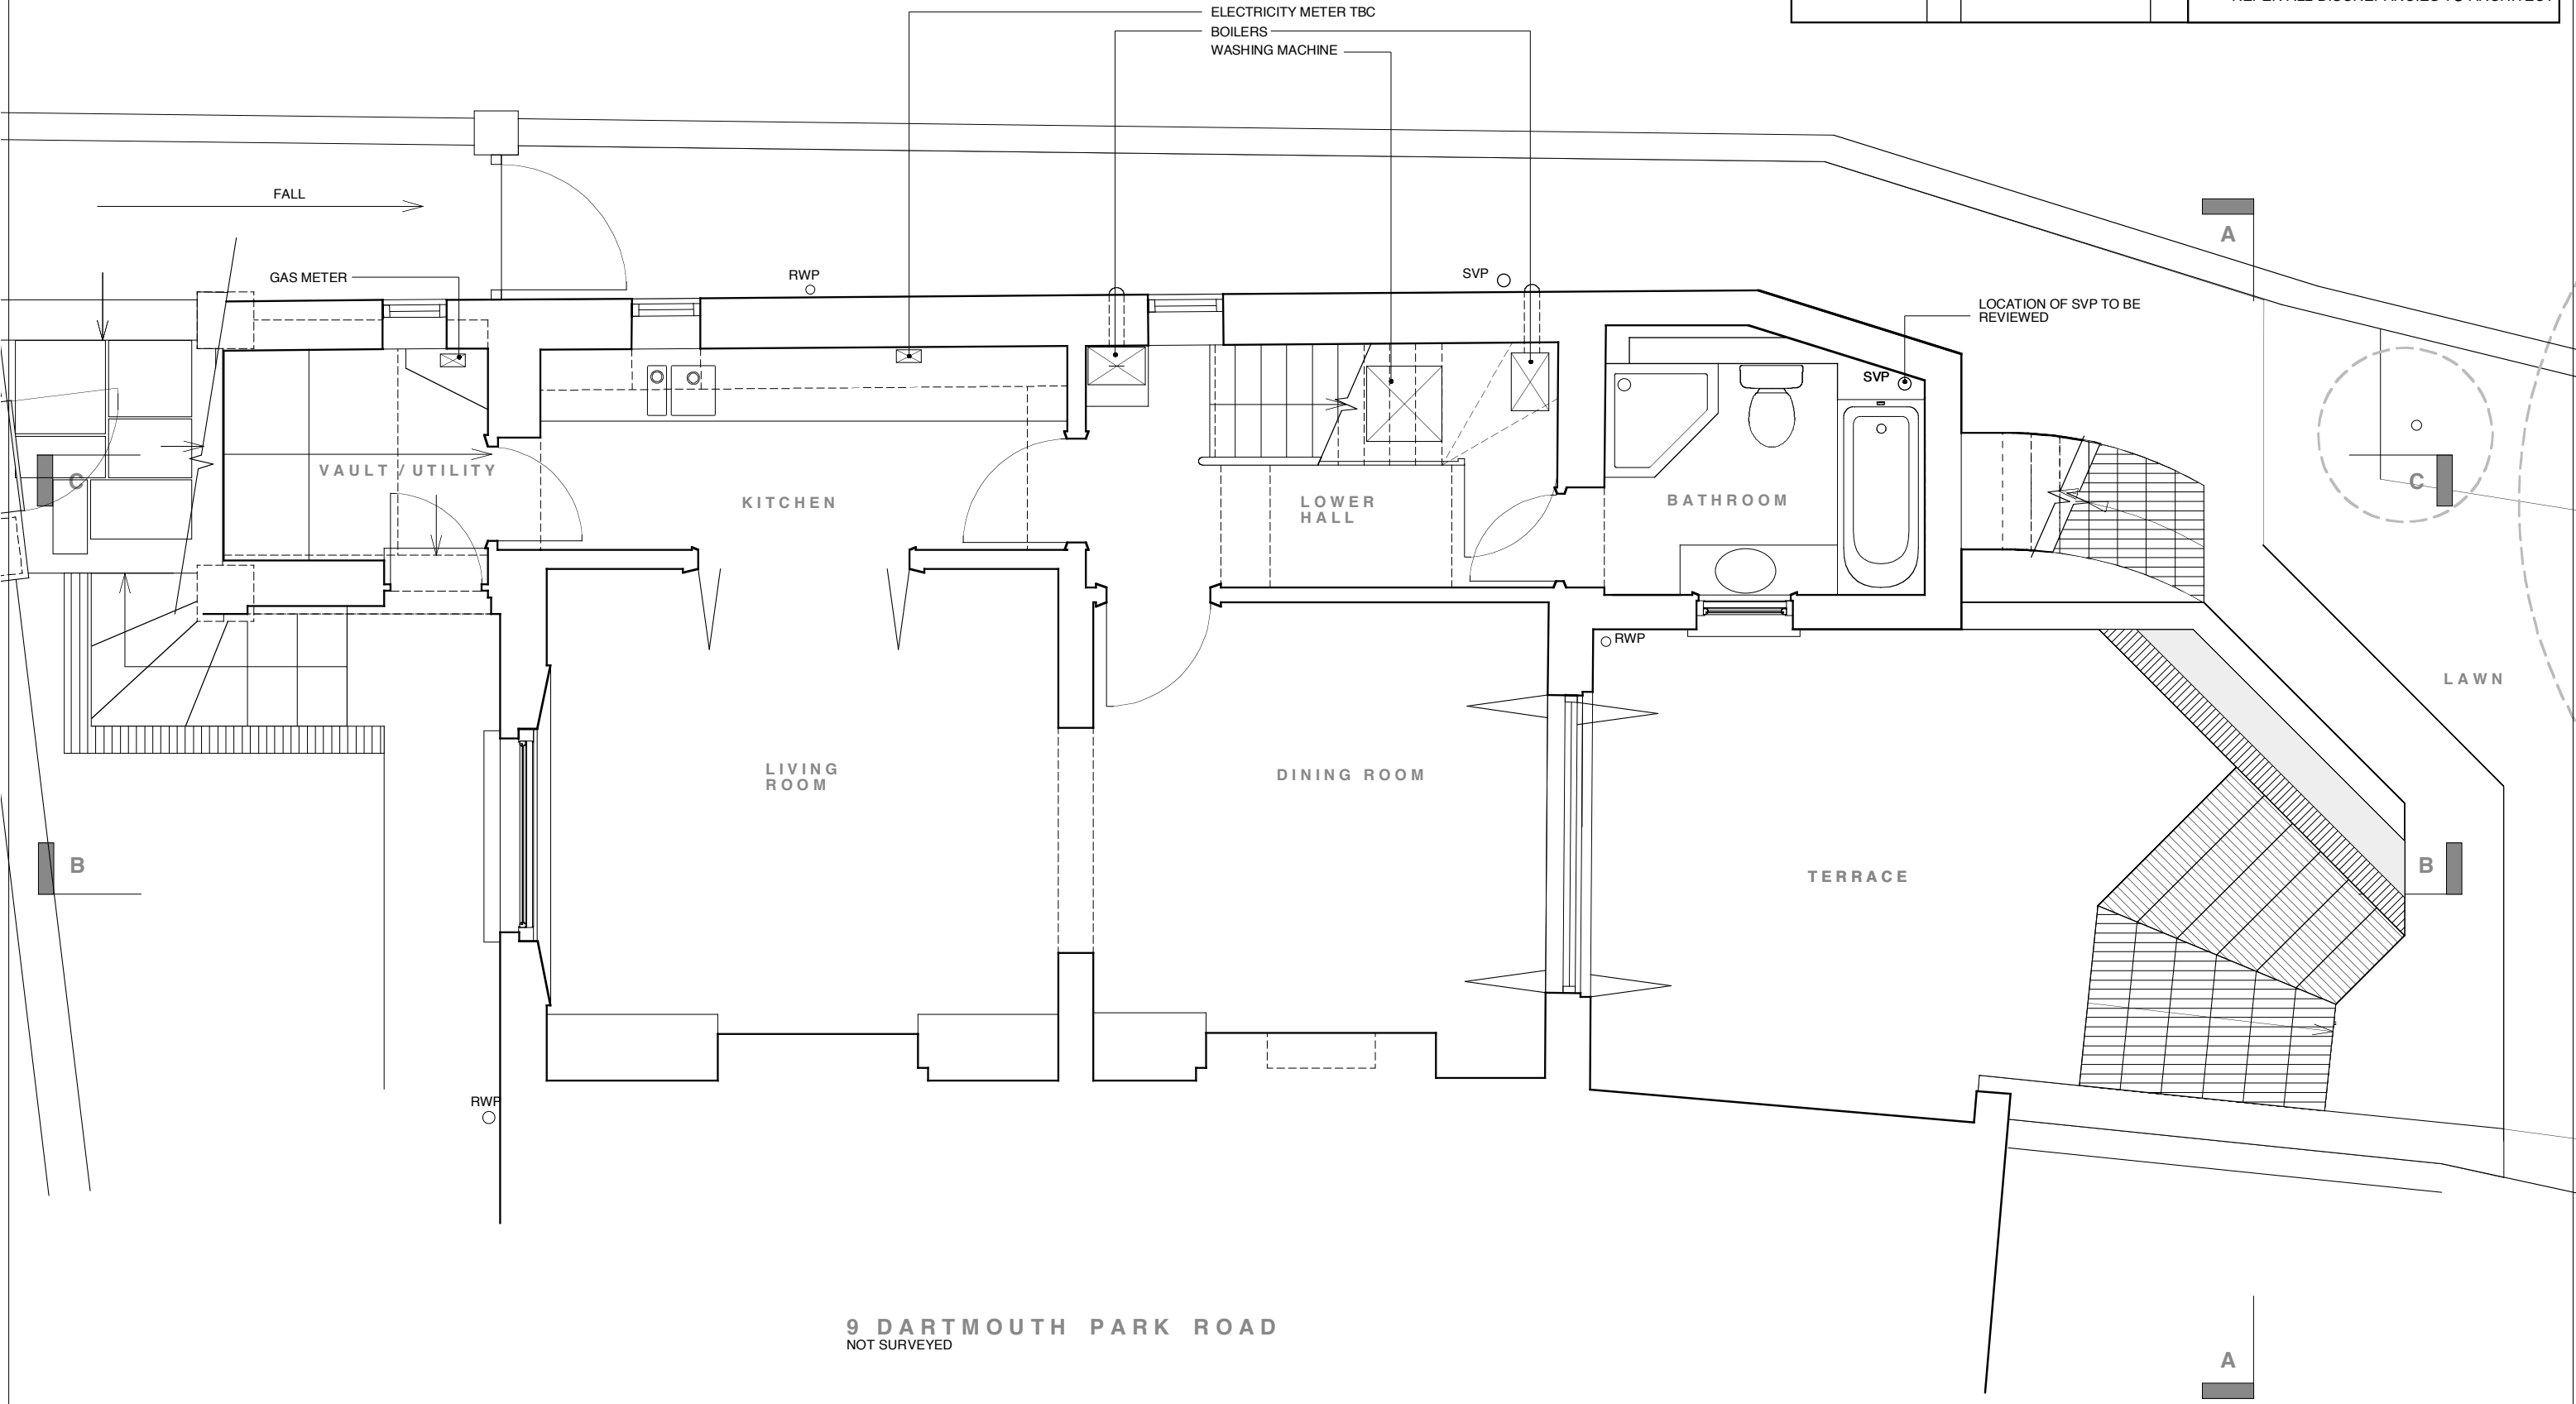 ELECTRICITY METER TBC
BOILERS
WASHING MACHINE
FALL
A
GAS METER
RWP
SVP
LOCATION OF SVP TO BE
REVIEWED
SVP
C
VAULT / UTILITY
KITCHEN
LOWER
HALL
BATHROOM
C
RWP
LAWN
LIVING
ROOM
DINING ROOM
B
TERRACE
B
RWP
9 DARTMOUTH PARK ROAD
NOT SURVEYED
A